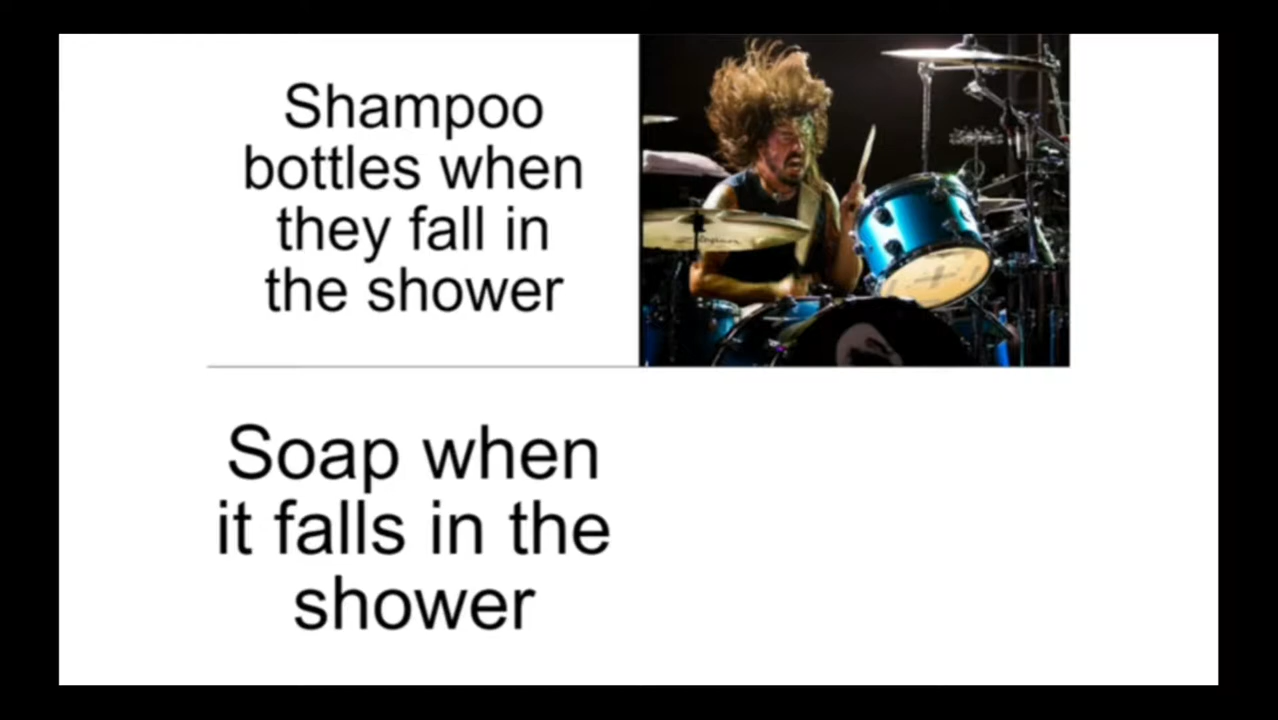 Shampoo
bottles when
they fall in
the shower
Soap when
it falls in the
shower